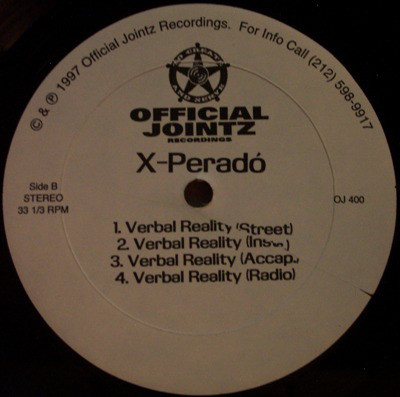 © & ℗ 1997 Official Jointz Recordings. For Info Call (212) 598-9917
OFFICIAL
JOINTZ
RECORDINGS
X-Peradó
Side B
STEREO
33 1/3 RPM
OJ 400
1. Verbal Reality (Street)
2. Verbal Reality
3. Verbal Reality
4. Verbal Reality (Radio)